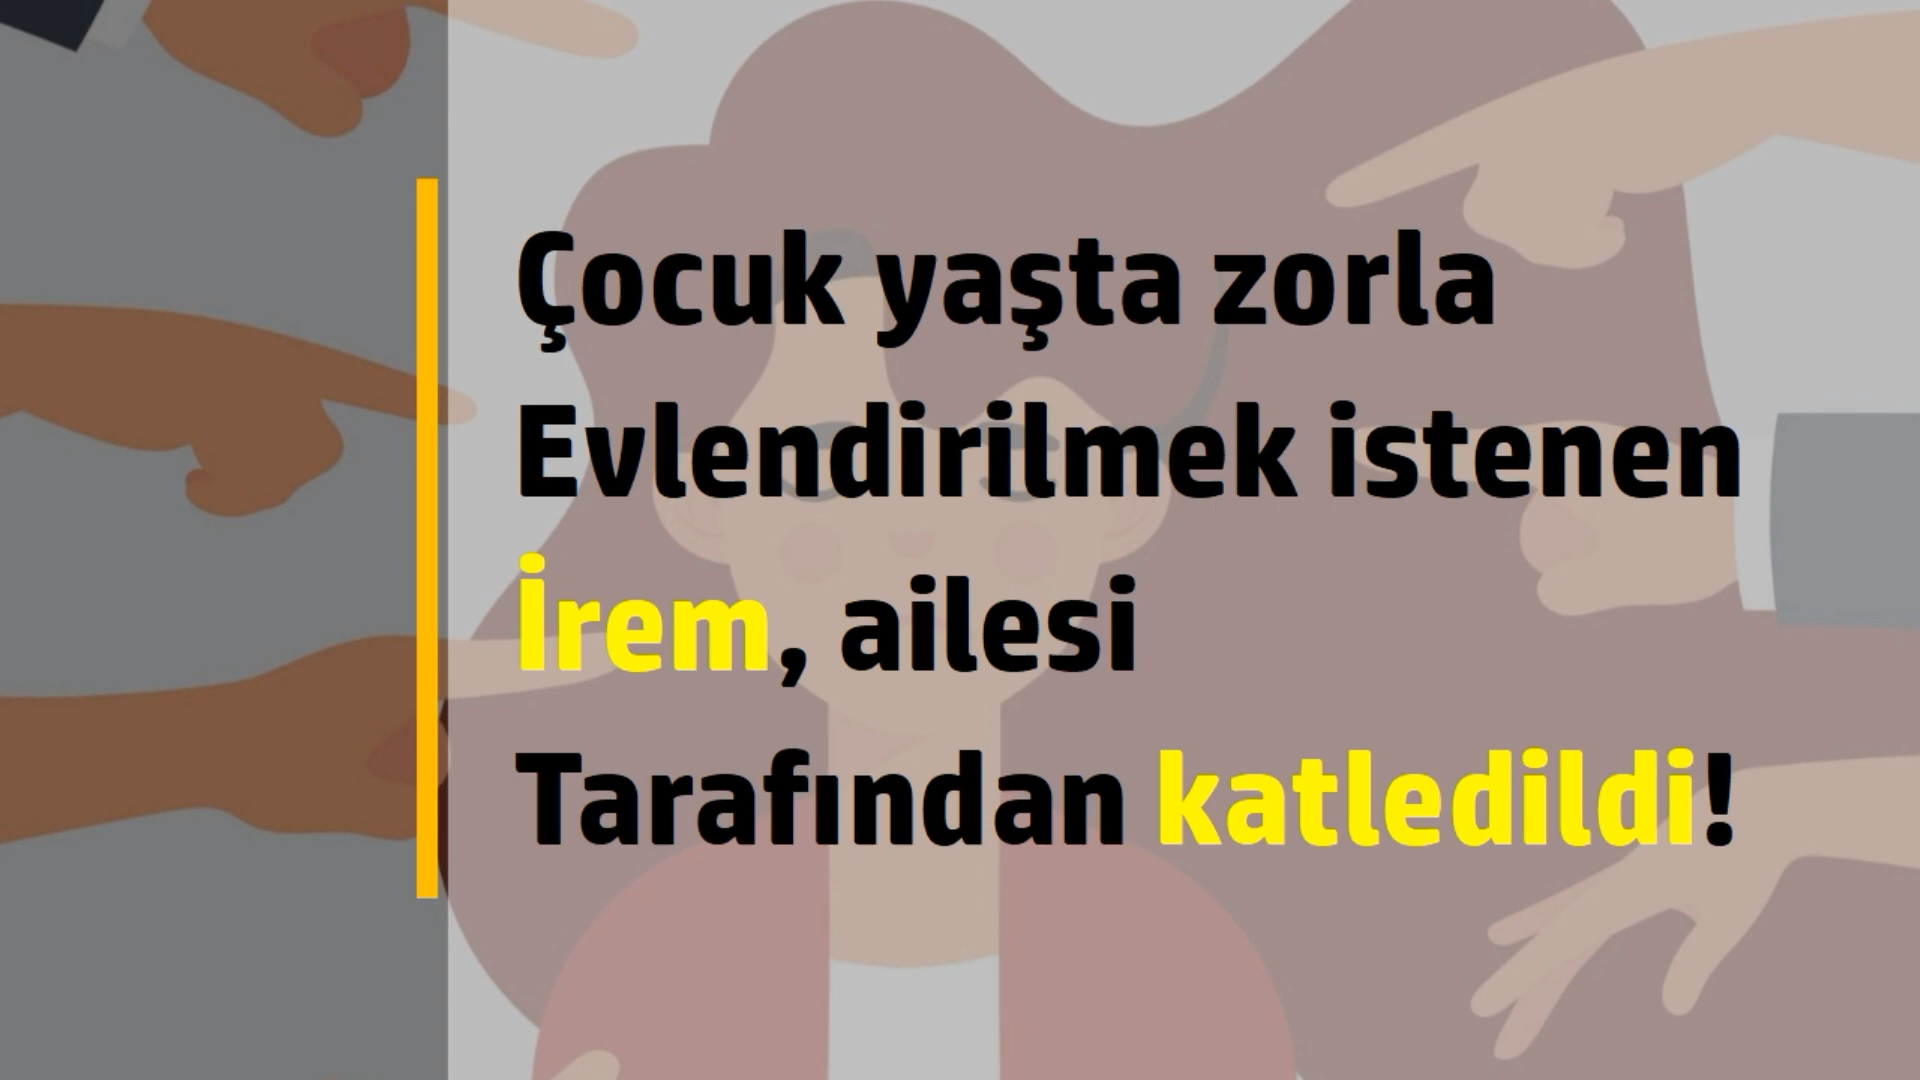 Çocuk yaşta zorla
Evlendirilmek istenen
İrem, ailesi
Tarafından katledildi!